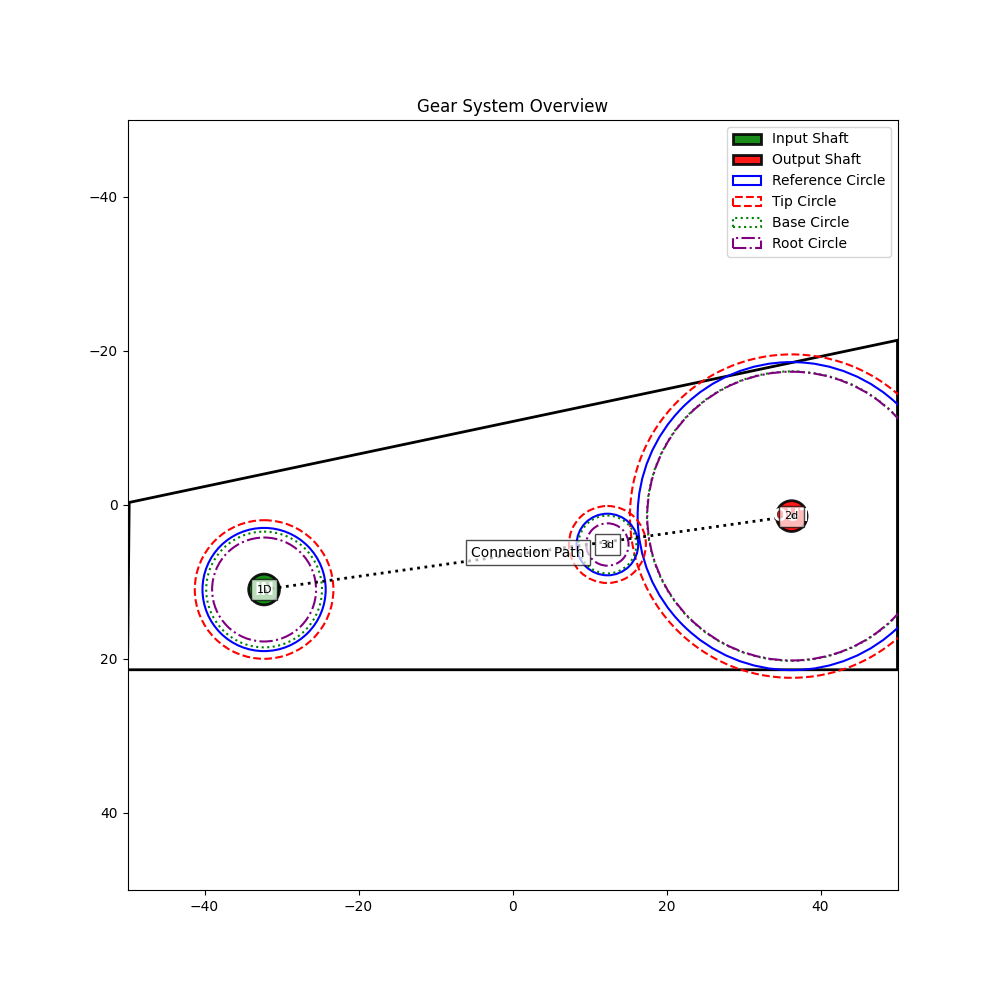 Gear System Overview
Input Shaft
Output Shaft
Reference Circle
Tip Circle
Base Circle
Root Circle
−40
−20
0
20
40
2d
3d
Connection Path
1D
−40
−20
0
20
40